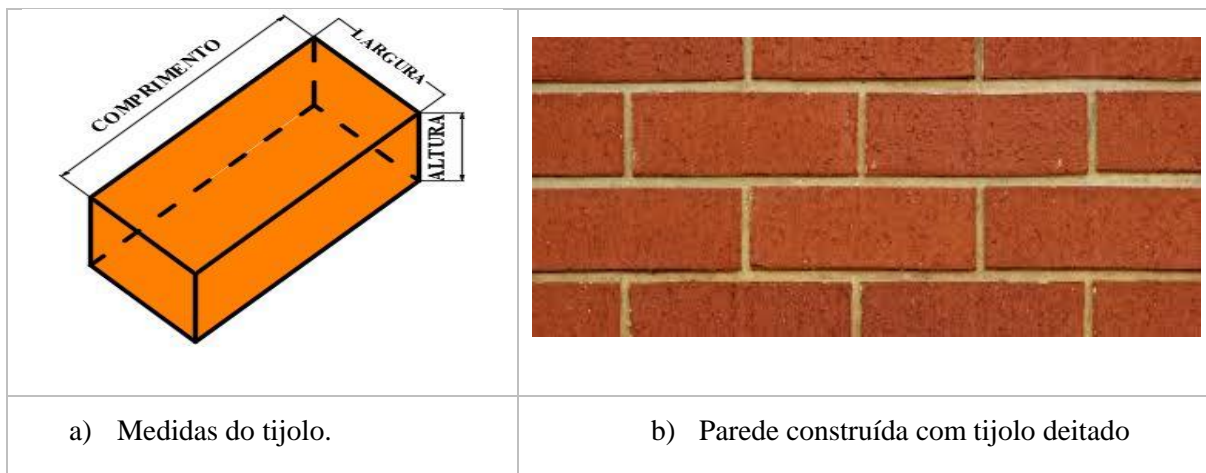 COMPRIMENTO
LARGURA
ALTURA
a) Medidas do tijolo.
b) Parede construída com tijolo deitado